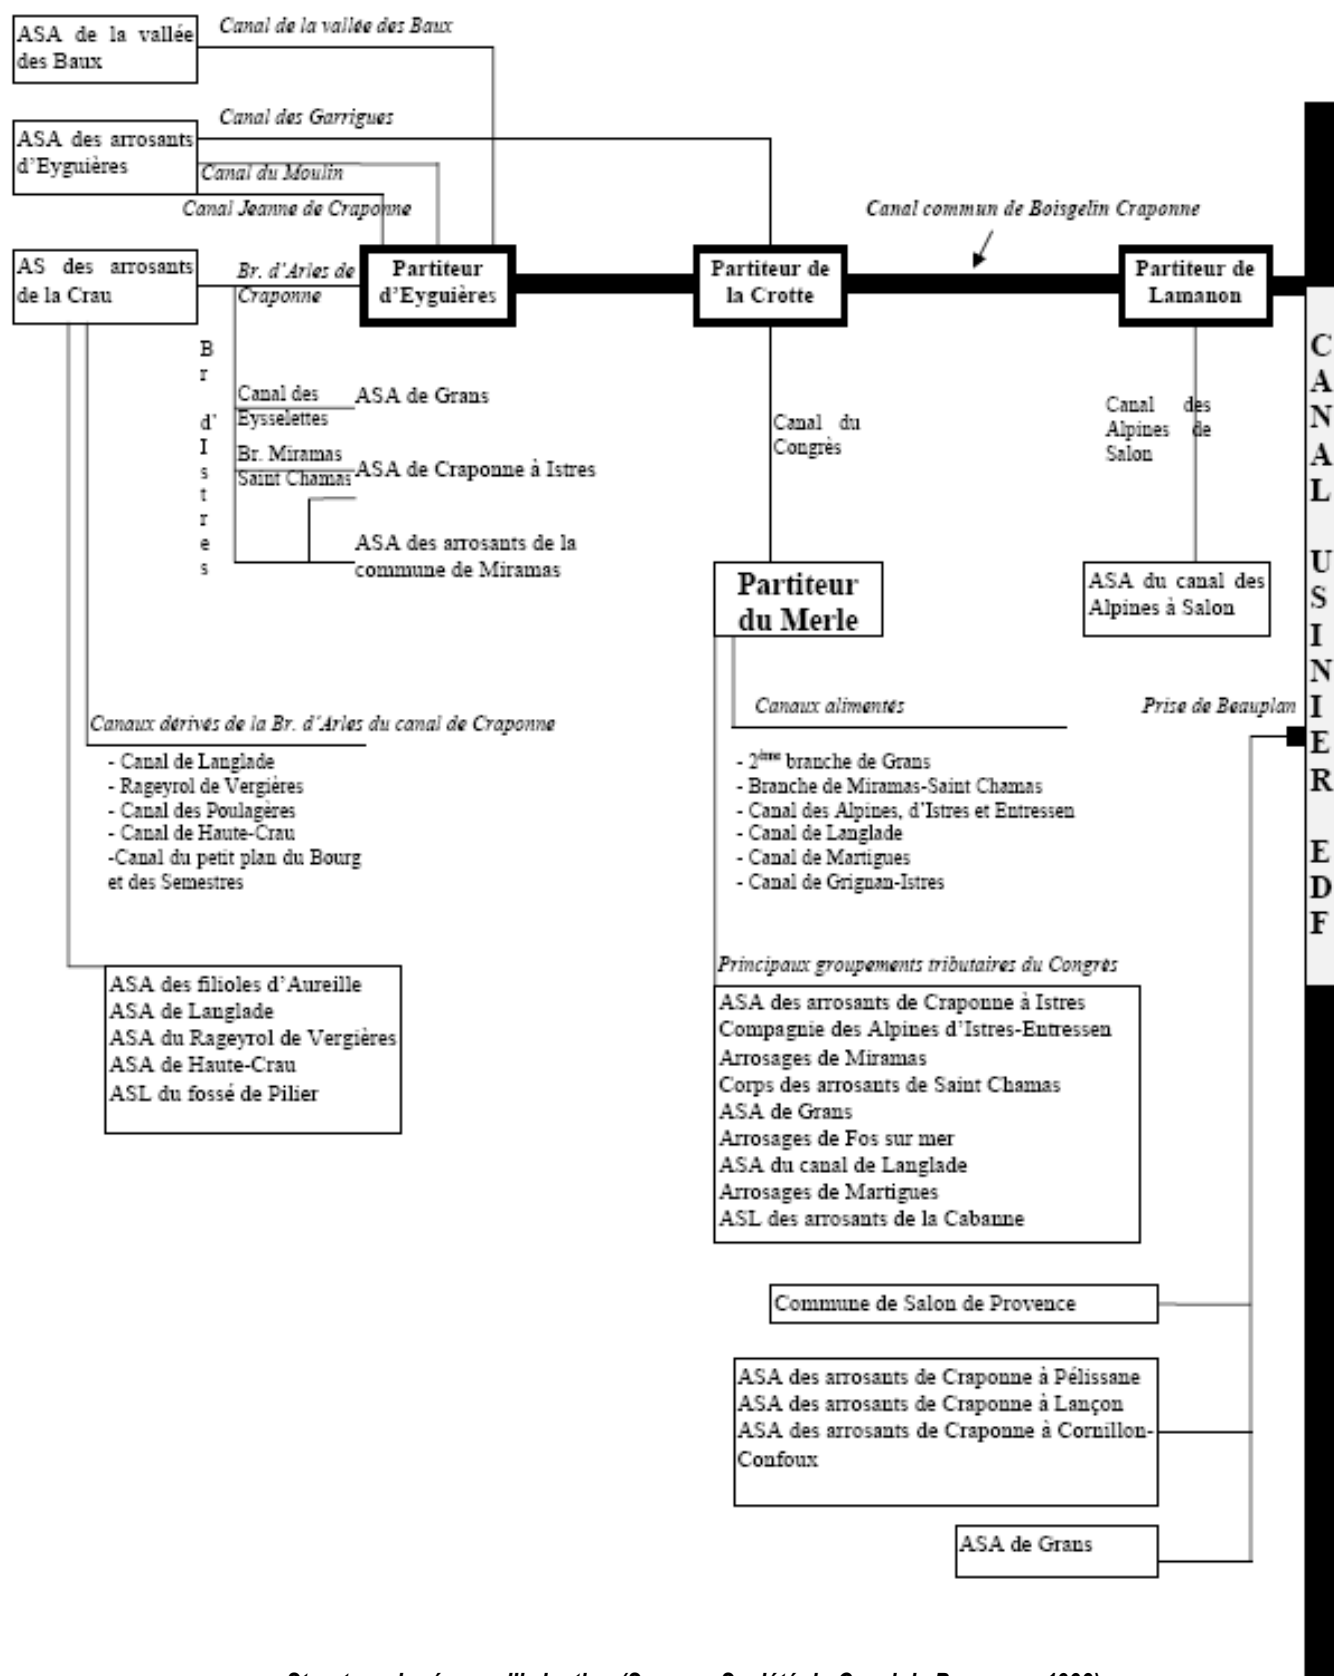 Canal de la vallée des Baux
ASA de la vallée
des Baux
Canal des Garrigues
ASA des arrosants
d'Eyguières
Canal du Moulin
Canal Jeanne de Craponne
Canal commun de Boisgelin Craponne
AS des arrosants
de la Crau
Br. d'Arles de
Craponne
Partiteur
d'Eyguières
Partiteur de
la Crotte
Partiteur de
Lamanon
Br d'Istres
Canal des
Eysselettes
ASA de Grans
Br. Miramas
Saint Chamas
ASA de Craponne à Istres
ASA des arrosants de la
commune de Miramas
Canal du
Congrès
Canal des
Alpines de
Salon
CANAL USINIER EDF
Partiteur
du Merle
ASA du canal des
Alpines à Salon
Canaux dérivés de la Br. d'Arles du canal de Craponne
- Canal de Langlade
- Rageyrol de Vergières
- Canal des Poulagères
- Canal de Haute-Crau
-Canal du petit plan du Bourg
et des Semestres
Canaux alimentés
- 2ème branche de Grans
- Branche de Miramas-Saint Chamas
- Canal des Alpines, d'Istres et Entressen
- Canal de Langlade
- Canal de Martigues
- Canal de Grignan-Istres
Prise de Beauplan
ASA des filioles d'Aureille
ASA de Langlade
ASA du Rageyrol de Vergières
ASA de Haute-Crau
ASL du fossé de Pilier
Principaux groupements tributaires du Congrès
ASA des arrosants de Craponne à Istres
Compagnie des Alpines d'Istres-Entressen
Arrosages de Miramas
Corps des arrosants de Saint Chamas
ASA de Grans
Arrosages de Fos sur mer
ASA du canal de Langlade
Arrosages de Martigues
ASL des arrosants de la Cabanne
Commune de Salon de Provence
ASA des arrosants de Craponne à Pélissane
ASA des arrosants de Craponne à Lançon
ASA des arrosants de Craponne à Cornillon-
Confoux
ASA de Grans